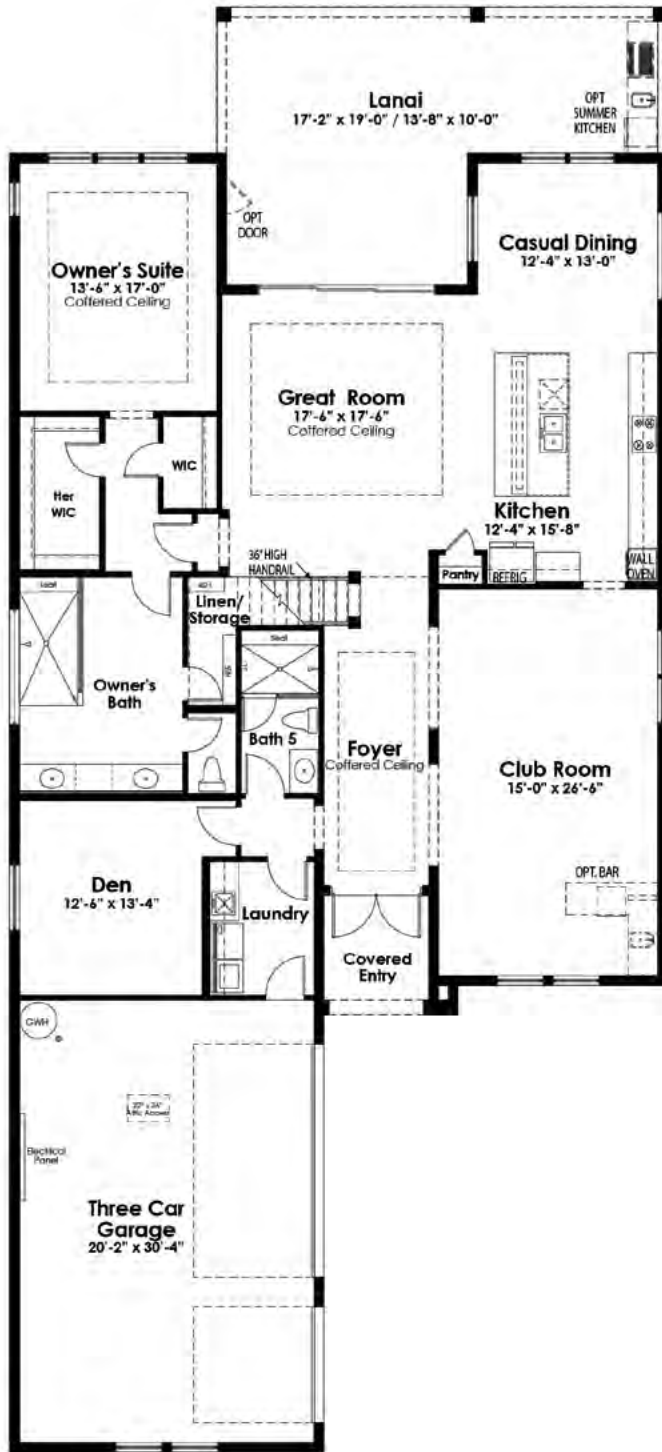 Lanai
17'-2" x 19'-0" / 13'-8" x 10'-0"
OPT
SUMMER
KITCHEN
OPT
DOOR
Owner's Suite
13'-6" x 17'-0"
Coffered Ceiling
Casual Dining
12'-4" x 13'-0"
Great Room
17'-6" x 17'-6"
Coffered Ceiling
WIC
Her
WIC
Kitchen
12'-4" x 15'-8"
36" HIGH
HANDRAIL
Pantry
REFRIG
WALL
OVEN
Seat
Linen/
Storage
Seat
Owner's
Bath
Bath 5
Foyer
Coffered Ceiling
Club Room
15'-0" x 26'-6"
Den
12'-6" x 13'-4"
OPT. BAR
Laundry
Covered
Entry
GWH
Attic Access
Electrical
Panel
Three Car
Garage
20'-2" x 30'-4"